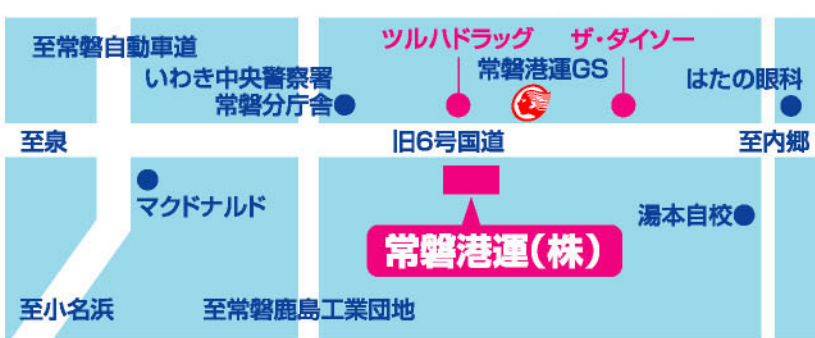 至常磐自動車道
ツルハドラッグ
ザ・ダイソー
いわき中央警察署
常磐分庁舎
常磐港運GS
はたの眼科
至泉
旧6号国道
至内郷
マクドナルド
湯本自校
常磐港運(株)
至小名浜
至常磐鹿島工業団地